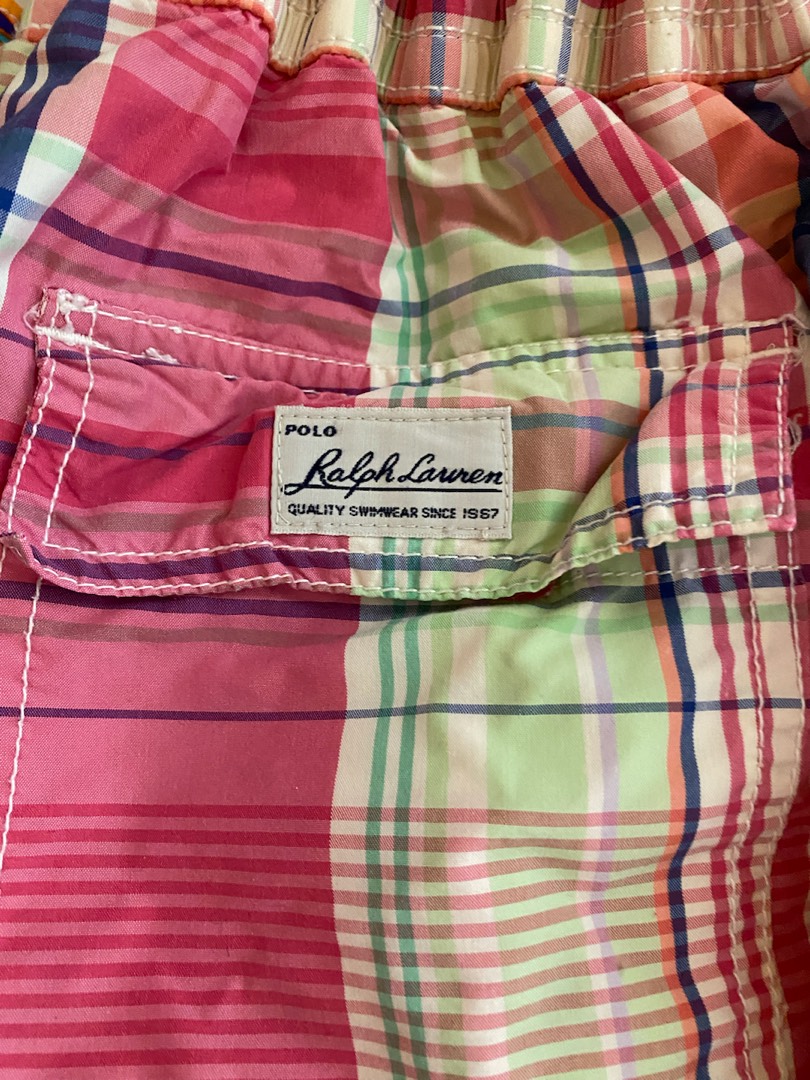 POLO
Ralph Lauren
QUALITY SWIMWEAR SINCE 1967